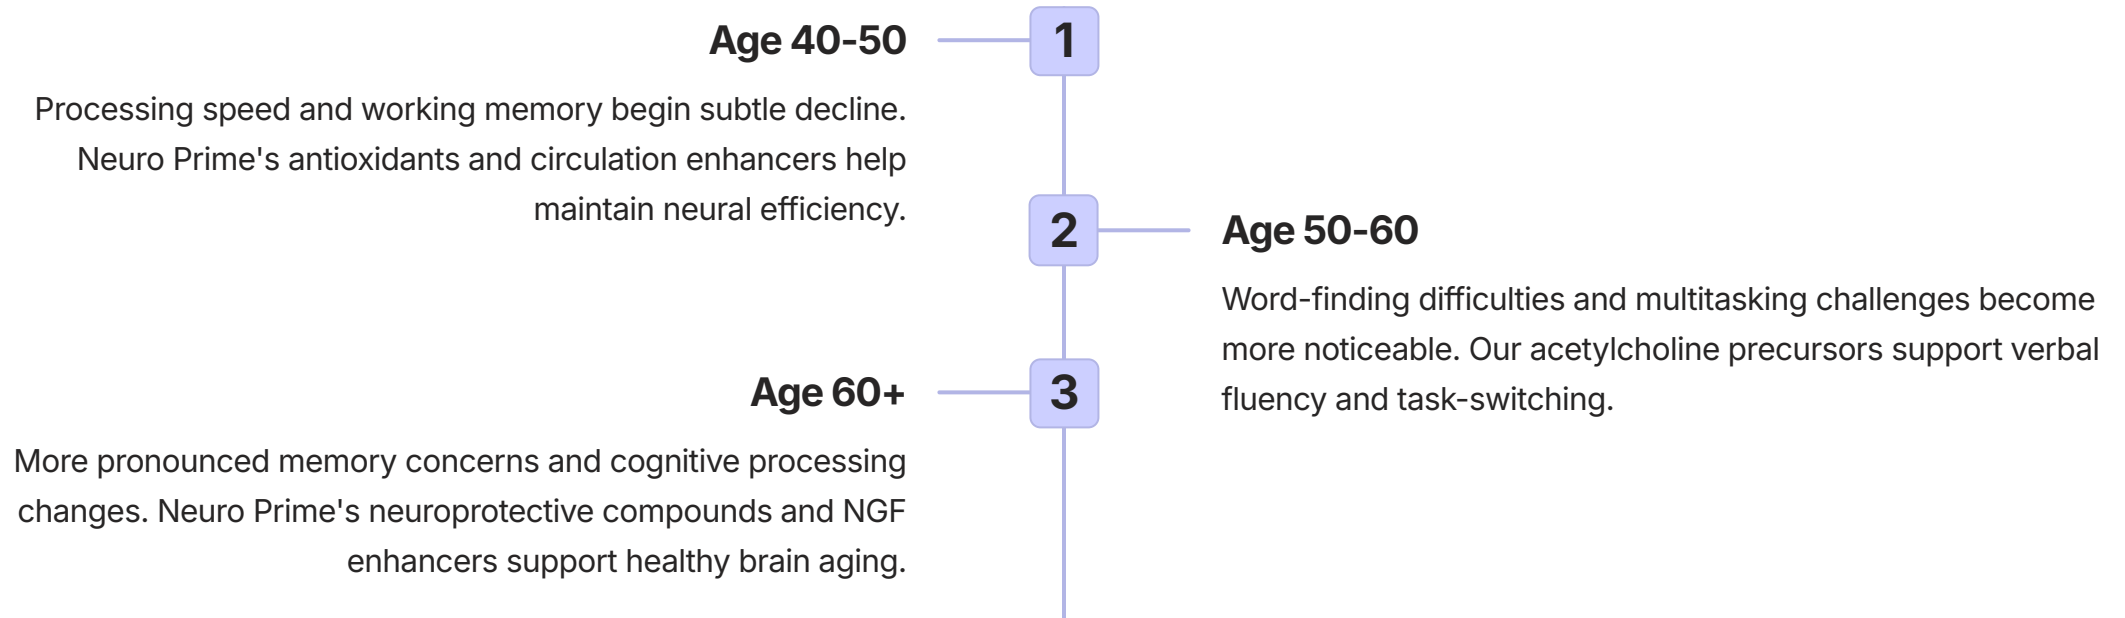 1
Age 40-50
Processing speed and working memory begin subtle decline.
Neuro Prime's antioxidants and circulation enhancers help
maintain neural efficiency.
2
Age 50-60
Word-finding difficulties and multitasking challenges become
more noticeable. Our acetylcholine precursors support verbal
fluency and task-switching.
3
Age 60+
More pronounced memory concerns and cognitive processing
changes. Neuro Prime's neuroprotective compounds and NGF
enhancers support healthy brain aging.